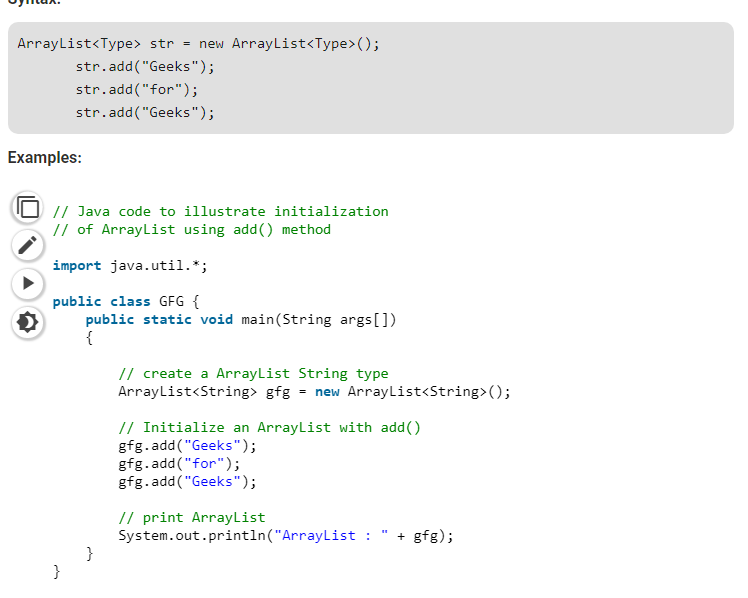 Syntax:
ArrayList<Type> str = new ArrayList<Type>();
        str.add("Geeks");
        str.add("for");
        str.add("Geeks");
Examples:
// Java code to illustrate initialization
// of ArrayList using add() method
import java.util.*;
public class GFG {
    public static void main(String args[])
    {
        // create a ArrayList String type
        ArrayList<String> gfg = new ArrayList<String>();
        // Initialize an ArrayList with add()
        gfg.add("Geeks");
        gfg.add("for");
        gfg.add("Geeks");
        // print ArrayList
        System.out.println("ArrayList : " + gfg);
    }
}